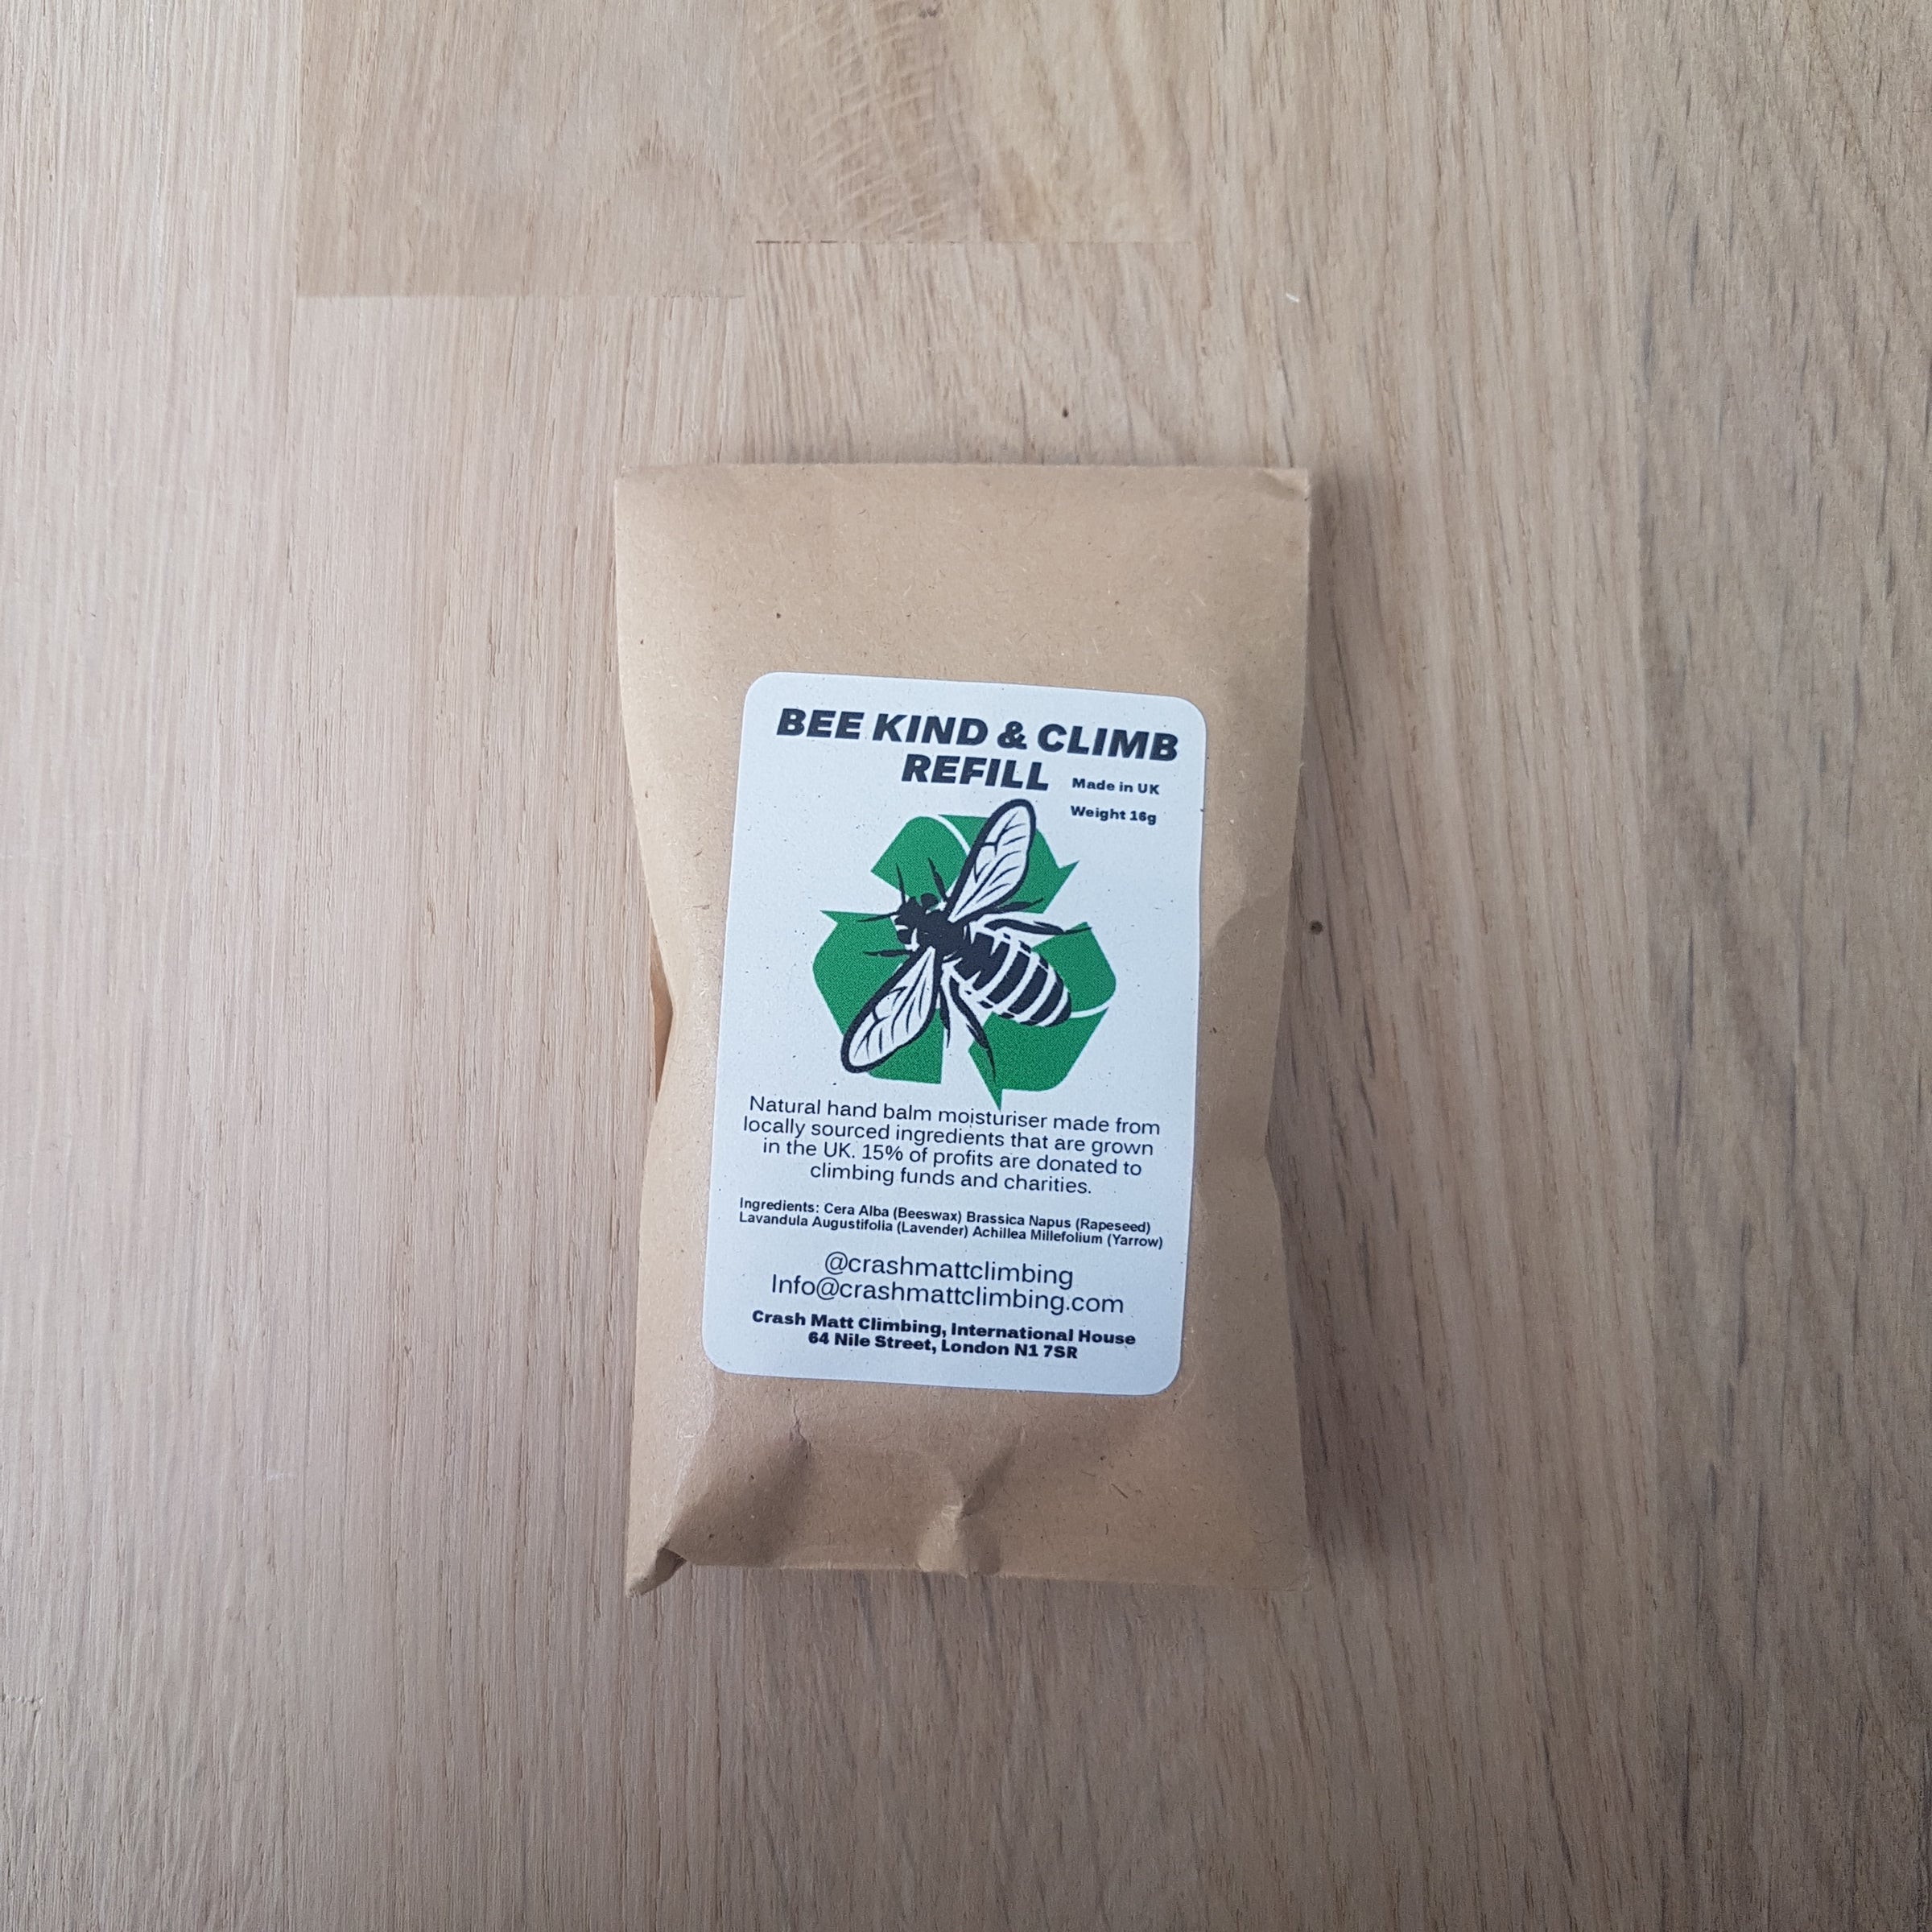 BEE KIND & CLIMB
REFILL
Made in UK
Weight 16g
Natural hand balm moisturiser made from
locally sourced ingredients that are grown
in the UK. 15% of profits are donated to
climbing funds and charities.
Ingredients: Cera Alba (Beeswax) Brassica Napus (Rapeseed)
Lavandula Augustifolia (Lavender) Achillea Millefolium (Yarrow)
@crashmattclimbing
Info@crashmattclimbing.com
Crash Matt Climbing, International House
64 Nile Street, London N1 7SR